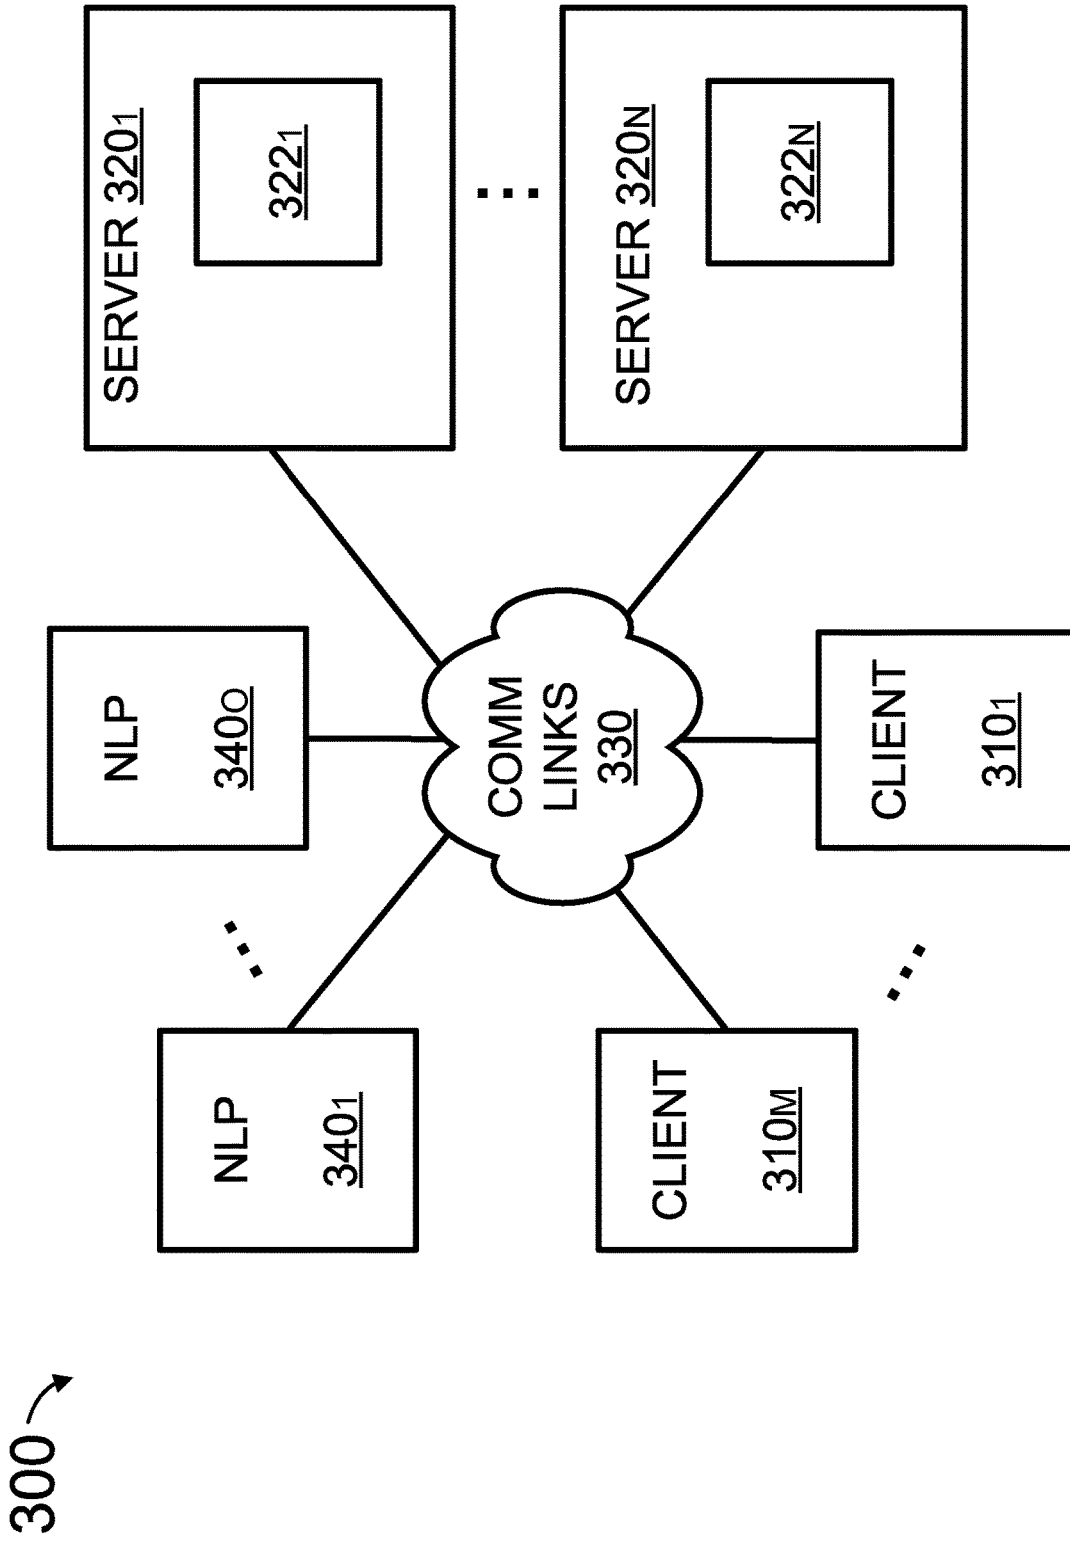 300
NLP
340₁
NLP
340O
SERVER 320₁
322₁
COMM
LINKS
330
SERVER 320N
322N
CLIENT
310M
CLIENT
310₁